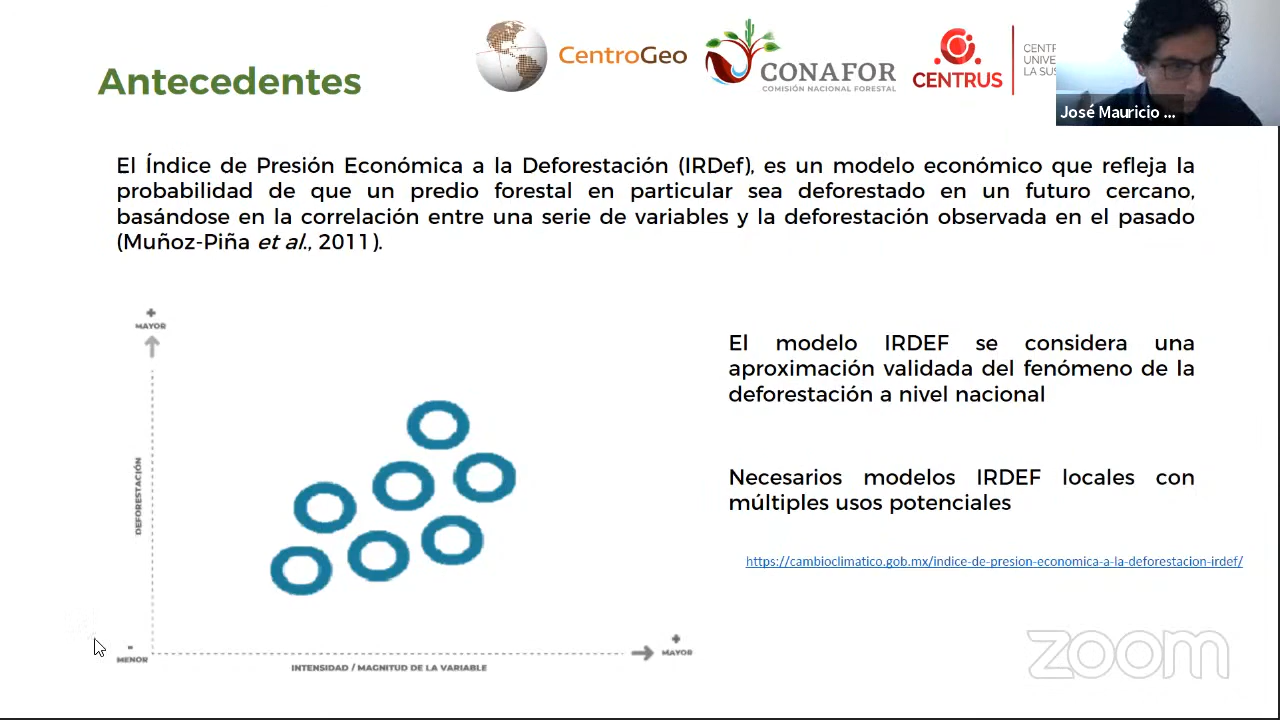 Antecedentes
CentroGeo
CONAFOR
COMISIÓN NACIONAL FORESTAL
CENTRUS
CENTR
UNIVE
LA SUS
José Mauricio ...
El Índice de Presión Económica a la Deforestación (IRDef), es un modelo económico que refleja la
probabilidad de que un predio forestal en particular sea deforestado en un futuro cercano,
basándose en la correlación entre una serie de variables y la deforestación observada en el pasado
(Muñoz-Piña et al., 2011).
+
MAYOR
DEFORESTACIÓN
-
MENOR
INTENSIDAD / MAGNITUD DE LA VARIABLE
+
MAYOR
El modelo IRDEF se considera una
aproximación validada del fenómeno de la
deforestación a nivel nacional
Necesarios modelos IRDEF locales con
múltiples usos potenciales
https://cambioclimatico.gob.mx/indice-de-presion-economica-a-la-deforestacion-irdef/
zoom